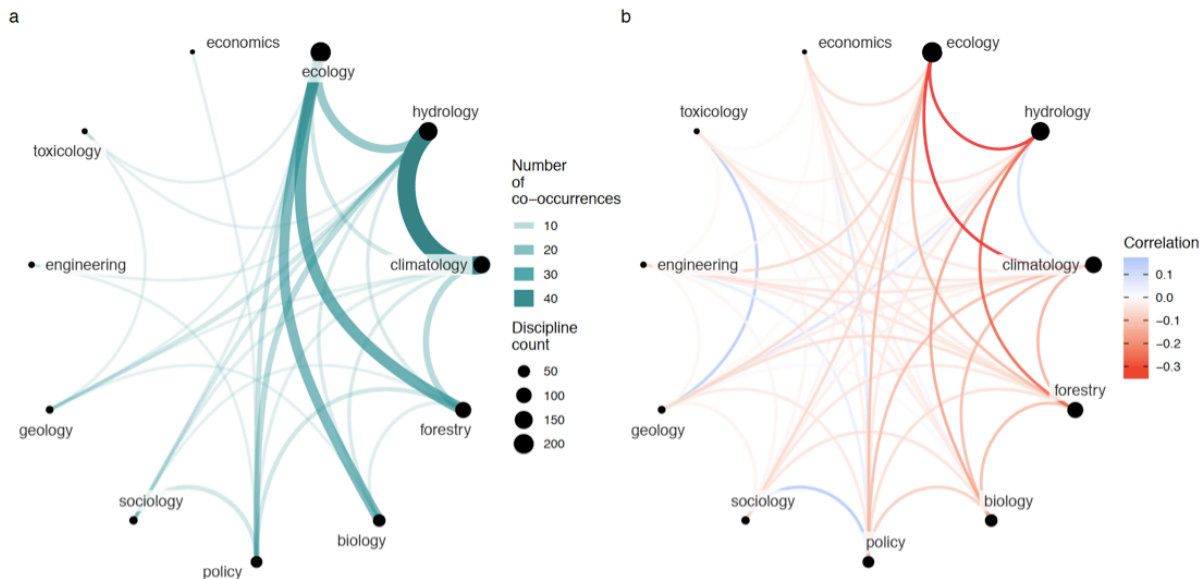 a
economics
ecology
hydrology
toxicology
engineering
climatology
geology
forestry
sociology
biology
policy
Number
of
co−occurrences
10
20
30
40
Discipline
count
50
100
150
200
b
economics
ecology
toxicology
hydrology
engineering
climatology
geology
forestry
sociology
biology
policy
Correlation
0.1
0.0
−0.1
−0.2
−0.3